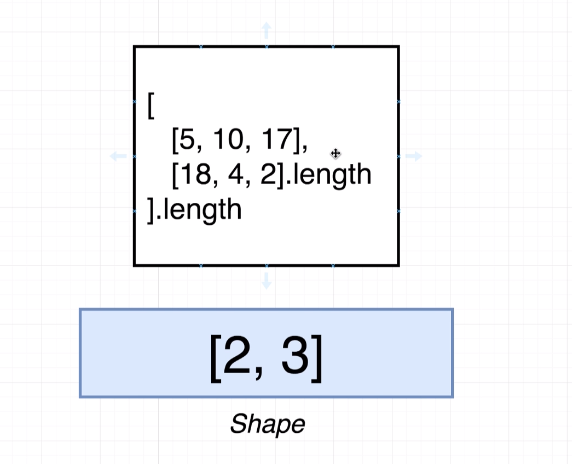 [
[5, 10, 17],
[18, 4, 2].length
].length
[2, 3]
Shape